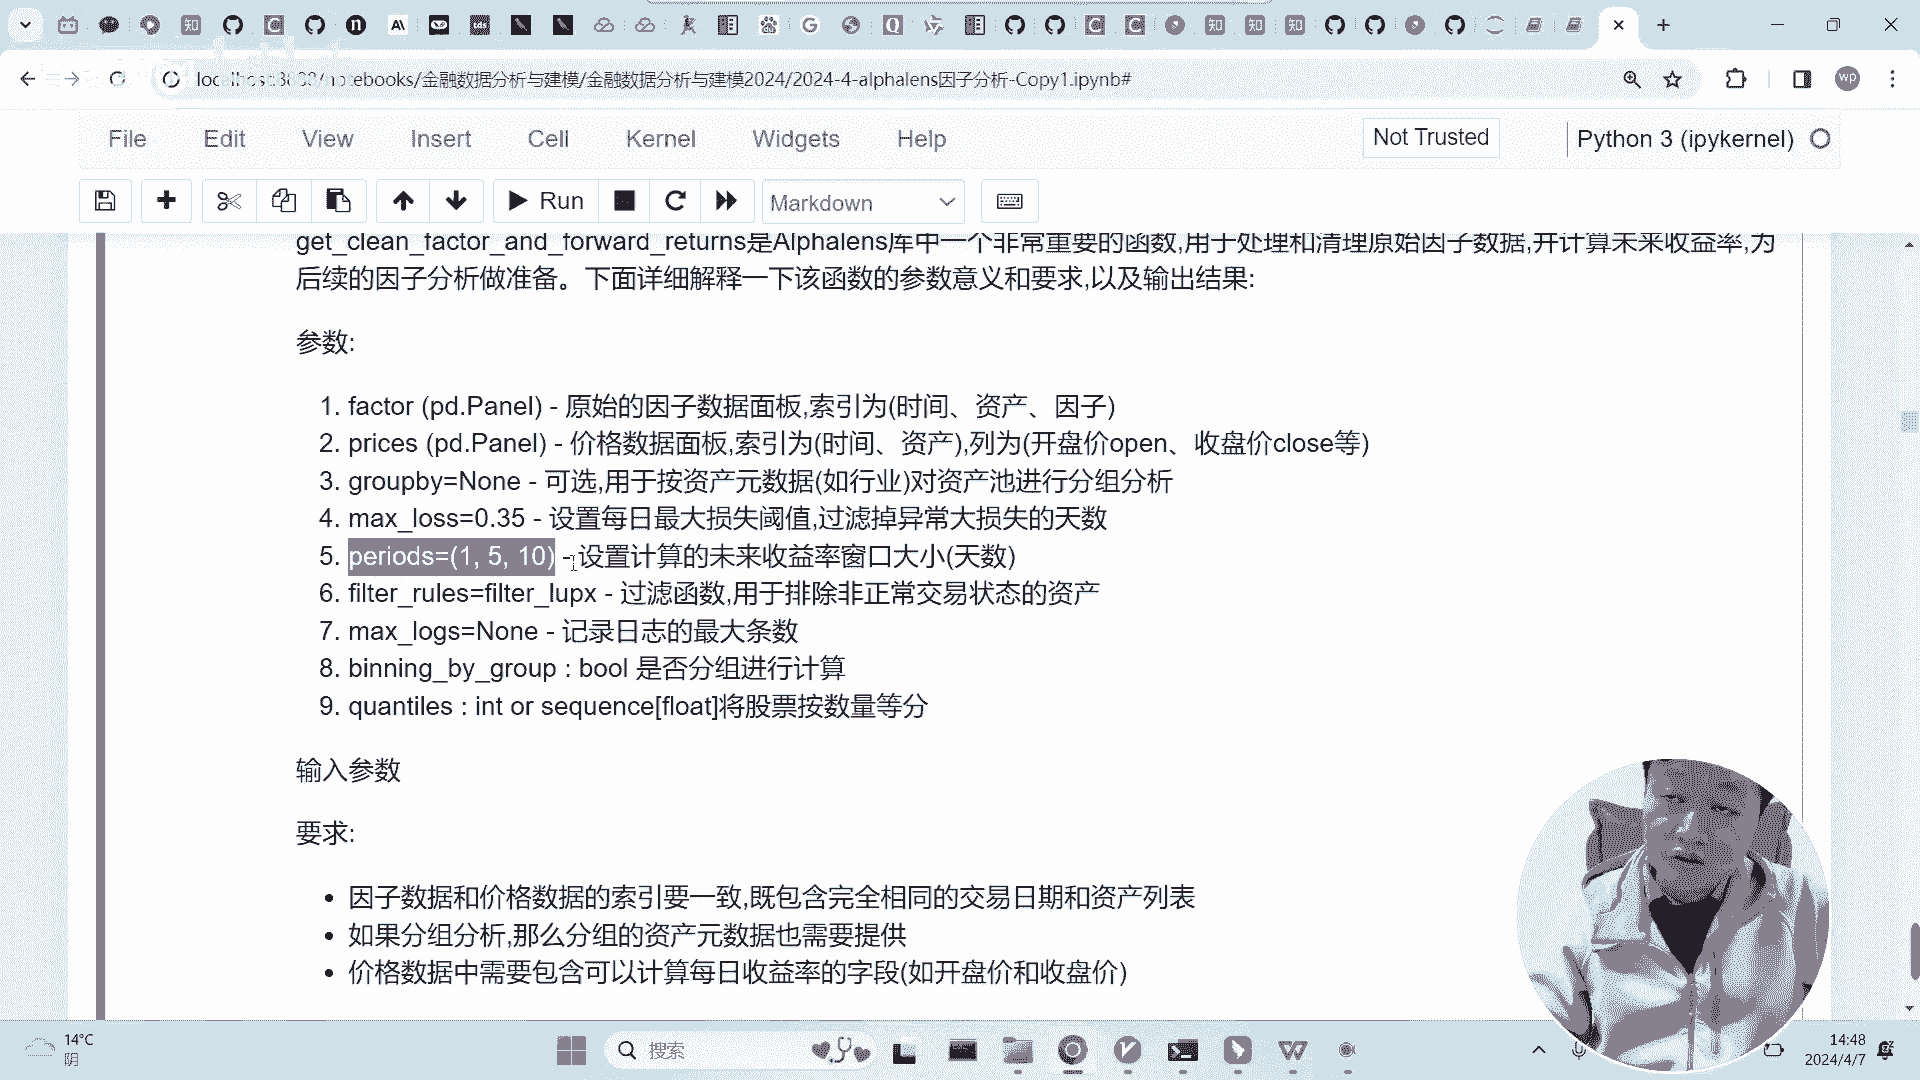 localhost:8888/notebooks/金融数据分析与建模/金融数据分析与建模2024/2024-4-alphalens因子分析-Copy1.ipynb#
wp
File Edit View Insert Cell Kernel Widgets Help
Not Trusted
Python 3 (ipykernel)
Run
Markdown
get_clean_factor_and_forward_returns是Alphalens库中一个非常重要的函数,用于处理和清理原始因子数据,并计算未来收益率,为
后续的因子分析做准备。下面详细解释一下该函数的参数意义和要求,以及输出结果:
参数:
1. factor (pd.Panel) - 原始的因子数据面板,索引为(时间、资产、因子)
2. prices (pd.Panel) - 价格数据面板,索引为(时间、资产),列为(开盘价open、收盘价close等)
3. groupby=None - 可选,用于按资产元数据(如行业)对资产池进行分组分析
4. max_loss=0.35 - 设置每日最大损失阈值,过滤掉异常大损失的天数
5. periods=(1, 5, 10) - 设置计算的未来收益率窗口大小(天数)
6. filter_rules=filter_lupx - 过滤函数,用于排除非正常交易状态的资产
7. max_logs=None - 记录日志的最大条数
8. binning_by_group : bool 是否分组进行计算
9. quantiles : int or sequence[float]将股票按数量等分
输入参数
要求:
• 因子数据和价格数据的索引要一致,既包含完全相同的交易日期和资产列表
• 如果分组分析,那么分组的资产元数据也需要提供
• 价格数据中需要包含可以计算每日收益率的字段(如开盘价和收盘价)
14°C
阴
搜索
14:48
2024/4/7